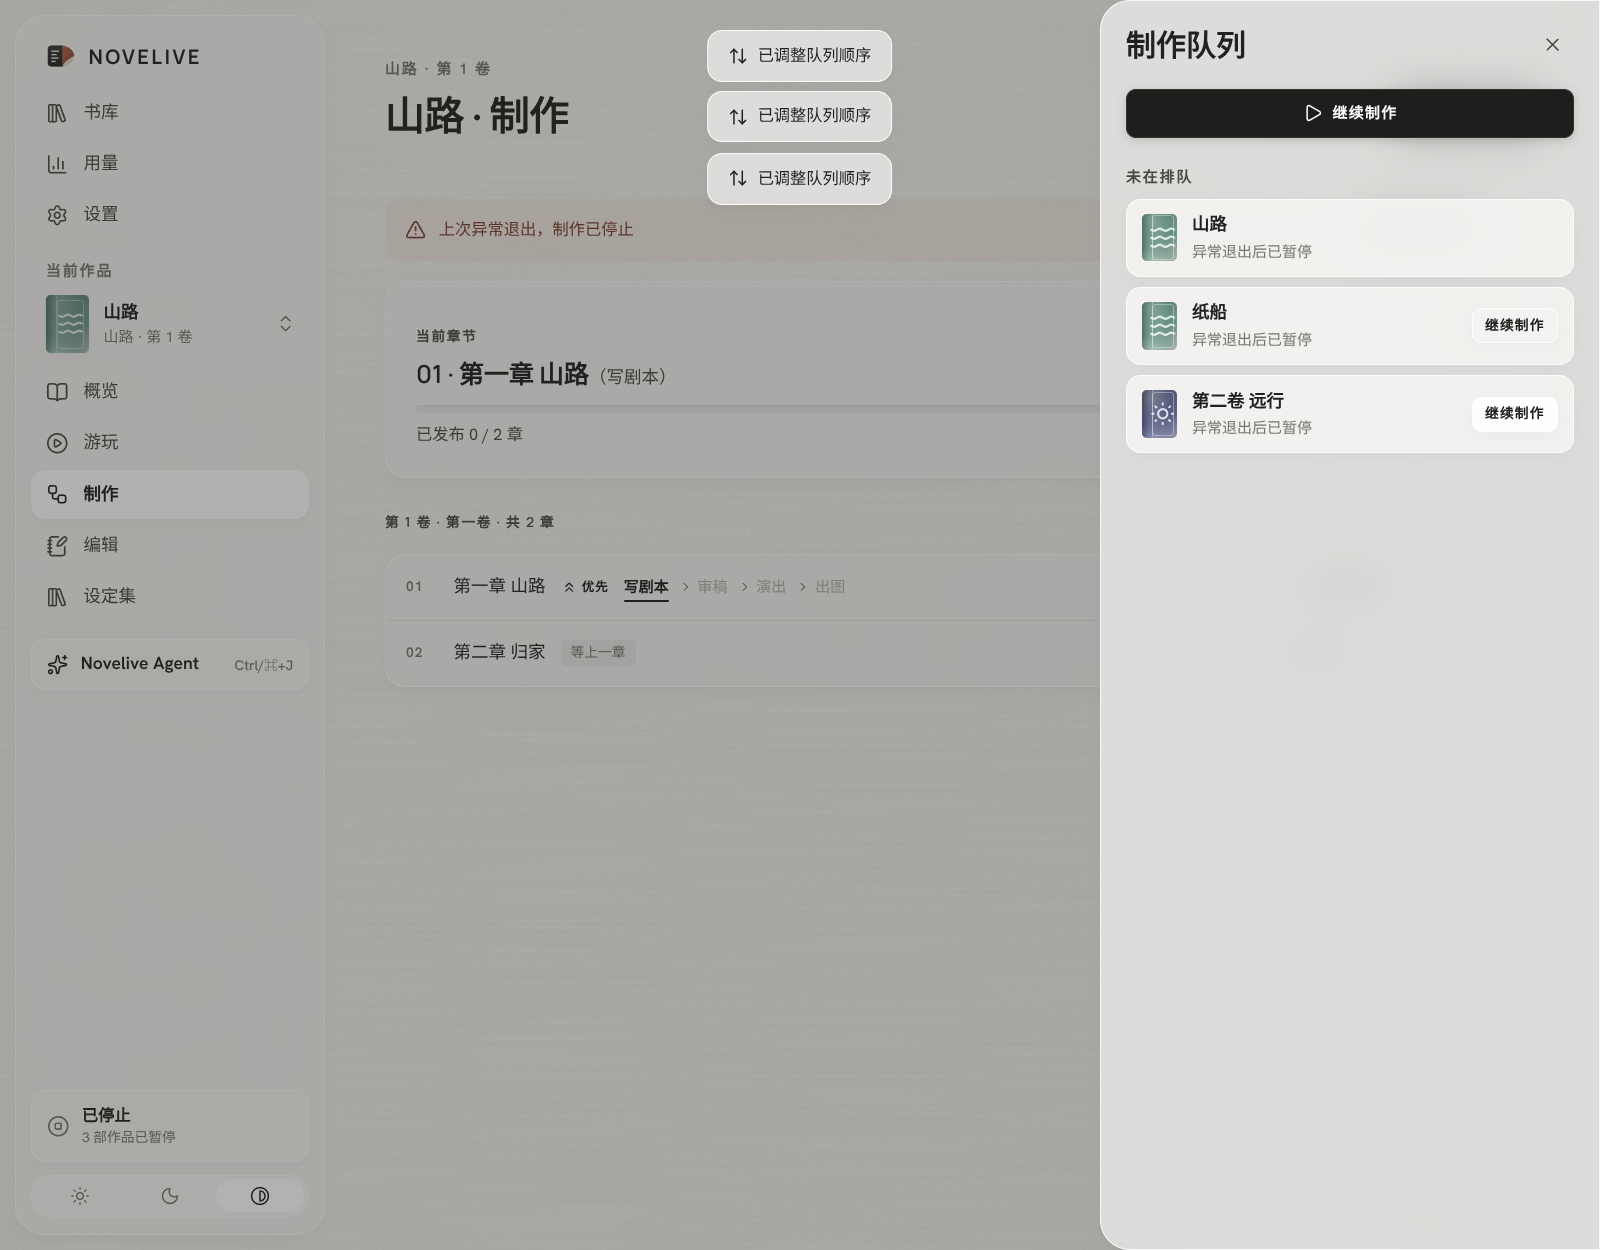 NOVELIVE
书库
用量
设置
当前作品
山路
山路 · 第 1 卷
概览
游玩
制作
编辑
设定集
Novelive Agent Ctrl/⌘+J
已停止
3 部作品已暂停
山路 · 第 1 卷
山路 · 制作
已调整队列顺序
已调整队列顺序
已调整队列顺序
上次异常退出，制作已停止
当前章节
01 · 第一章 山路（写剧本）
已发布 0 / 2 章
第 1 卷 · 第一卷 · 共 2 章
01 第一章 山路 优先 写剧本 › 审稿 › 演出 › 出图
02 第二章 归家 等上一章
制作队列
继续制作
未在排队
山路
异常退出后已暂停
纸船
异常退出后已暂停
继续制作
第二卷 远行
异常退出后已暂停
继续制作